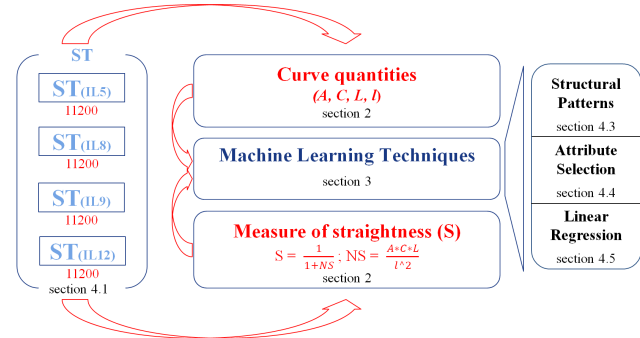 ST
ST(IL5)
11200
ST(IL8)
11200
ST(IL9)
11200
ST(IL12)
11200
section 4.1
Curve quantities
(A, C, L, l)
section 2
Machine Learning Techniques
section 3
Measure of straightness (S)
S = 1/(1+NS) ; NS = A*C*L/l^2
section 2
Structural
Patterns
section 4.3
Attribute
Selection
section 4.4
Linear
Regression
section 4.5